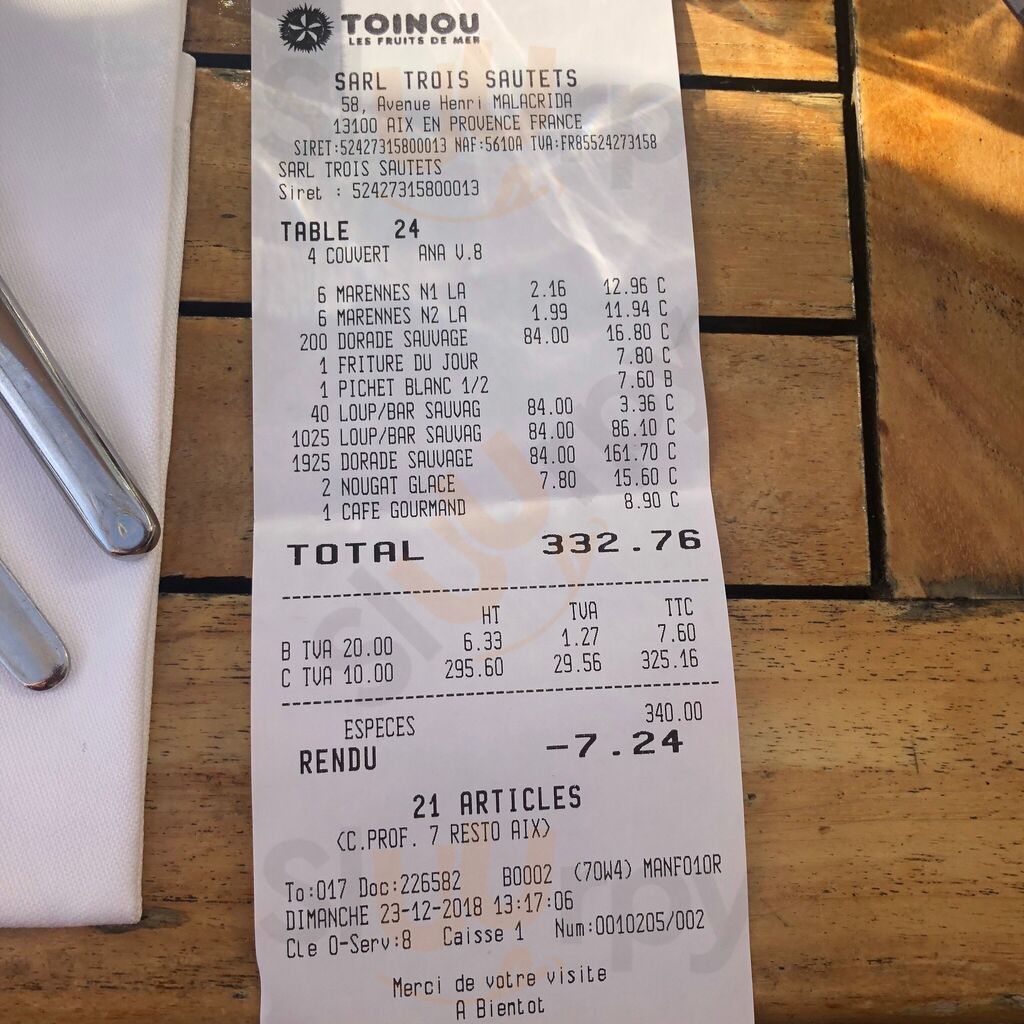 TOINOU
LES FRUITS DE MER
SARL TROIS SAUTETS
58, Avenue Henri MALACRIDA
13100 AIX EN PROVENCE FRANCE
SIRET:52427315800013 NAF:5610A TVA:FR85524273158
SARL TROIS SAUTETS
Siret : 52427315800013
TABLE 24
4 COUVERT ANA V.8
6 MARENNES N1 LA 2.16 12.96 C
6 MARENNES N2 LA 1.99 11.94 C
200 DORADE SAUVAGE 84.00 16.80 C
1 FRITURE DU JOUR 7.80 C
1 PICHET BLANC 1/2 7.60 B
40 LOUP/BAR SAUVAG 84.00 3.36 C
1025 LOUP/BAR SAUVAG 84.00 86.10 C
1925 DORADE SAUVAGE 84.00 161.70 C
2 NOUGAT GLACE 7.80 15.60 C
1 CAFE GOURMAND 8.90 C
TOTAL 332.76
HT TVA TTC
B TVA 20.00 6.33 1.27 7.60
C TVA 10.00 295.60 29.56 325.16
ESPECES 340.00
RENDU -7.24
21 ARTICLES
<C.PROF. 7 RESTO AIX>
To:017 Doc:226582 B0002 (70W4) MANF010R
DIMANCHE 23-12-2018 13:17:06
Cle 0-Serv:8 Caisse 1 Num:0010205/002
Merci de votre visite
A Bientot
slurpy
slurpy
slurpy